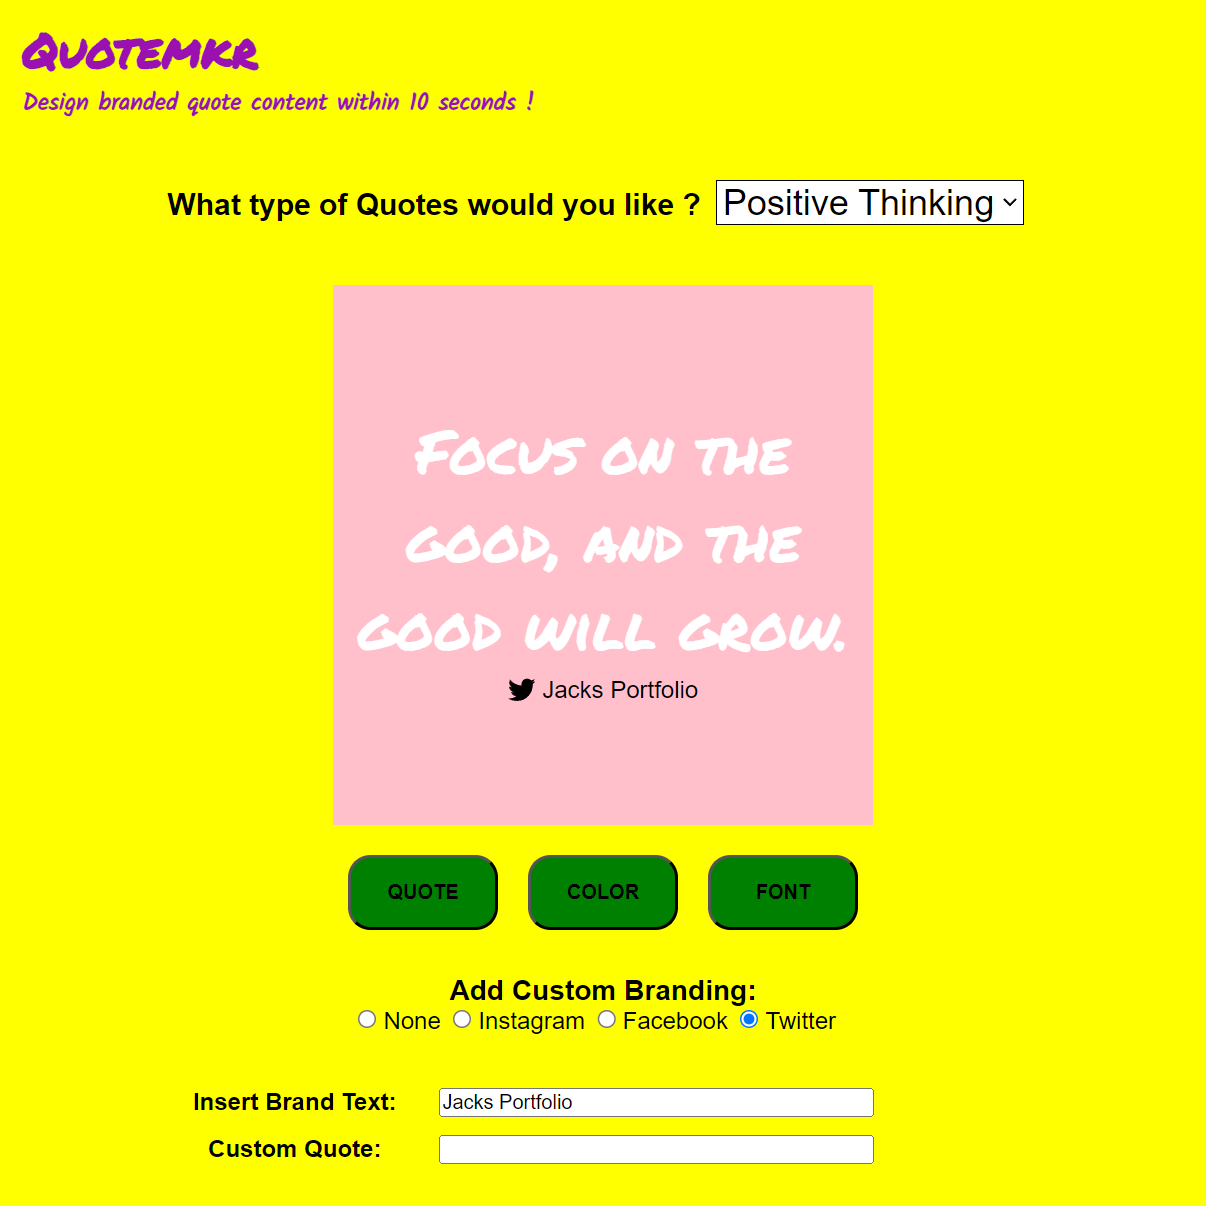 Quotemkr
Design branded quote content within 10 seconds !
What type of Quotes would you like ? Positive Thinking
Focus on the
good, and the
good will grow.
Jacks Portfolio
QUOTE COLOR FONT
Add Custom Branding:
None Instagram Facebook Twitter
Insert Brand Text: Jacks Portfolio
Custom Quote: